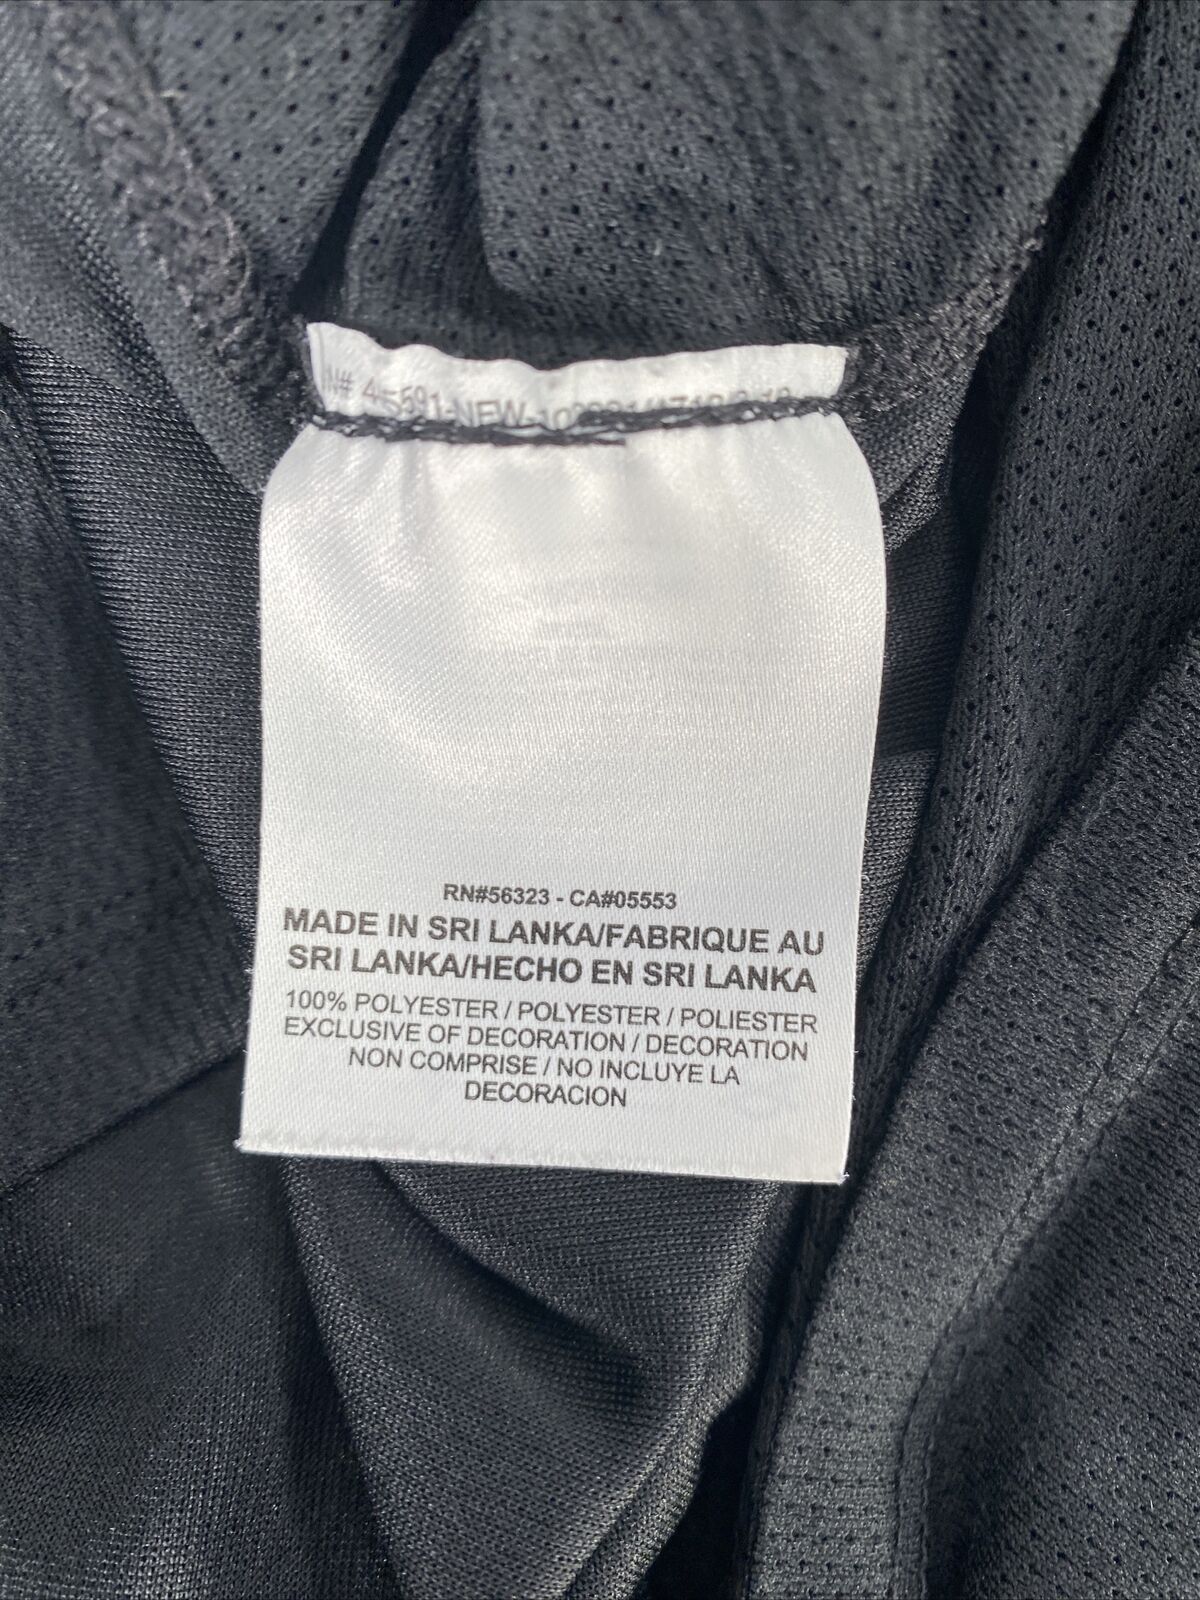 RN#56323 - CA#05553
MADE IN SRI LANKA/FABRIQUE AU
SRI LANKA/HECHO EN SRI LANKA
100% POLYESTER / POLYESTER / POLIESTER
EXCLUSIVE OF DECORATION / DECORATION
NON COMPRISE / NO INCLUYE LA
DECORACION